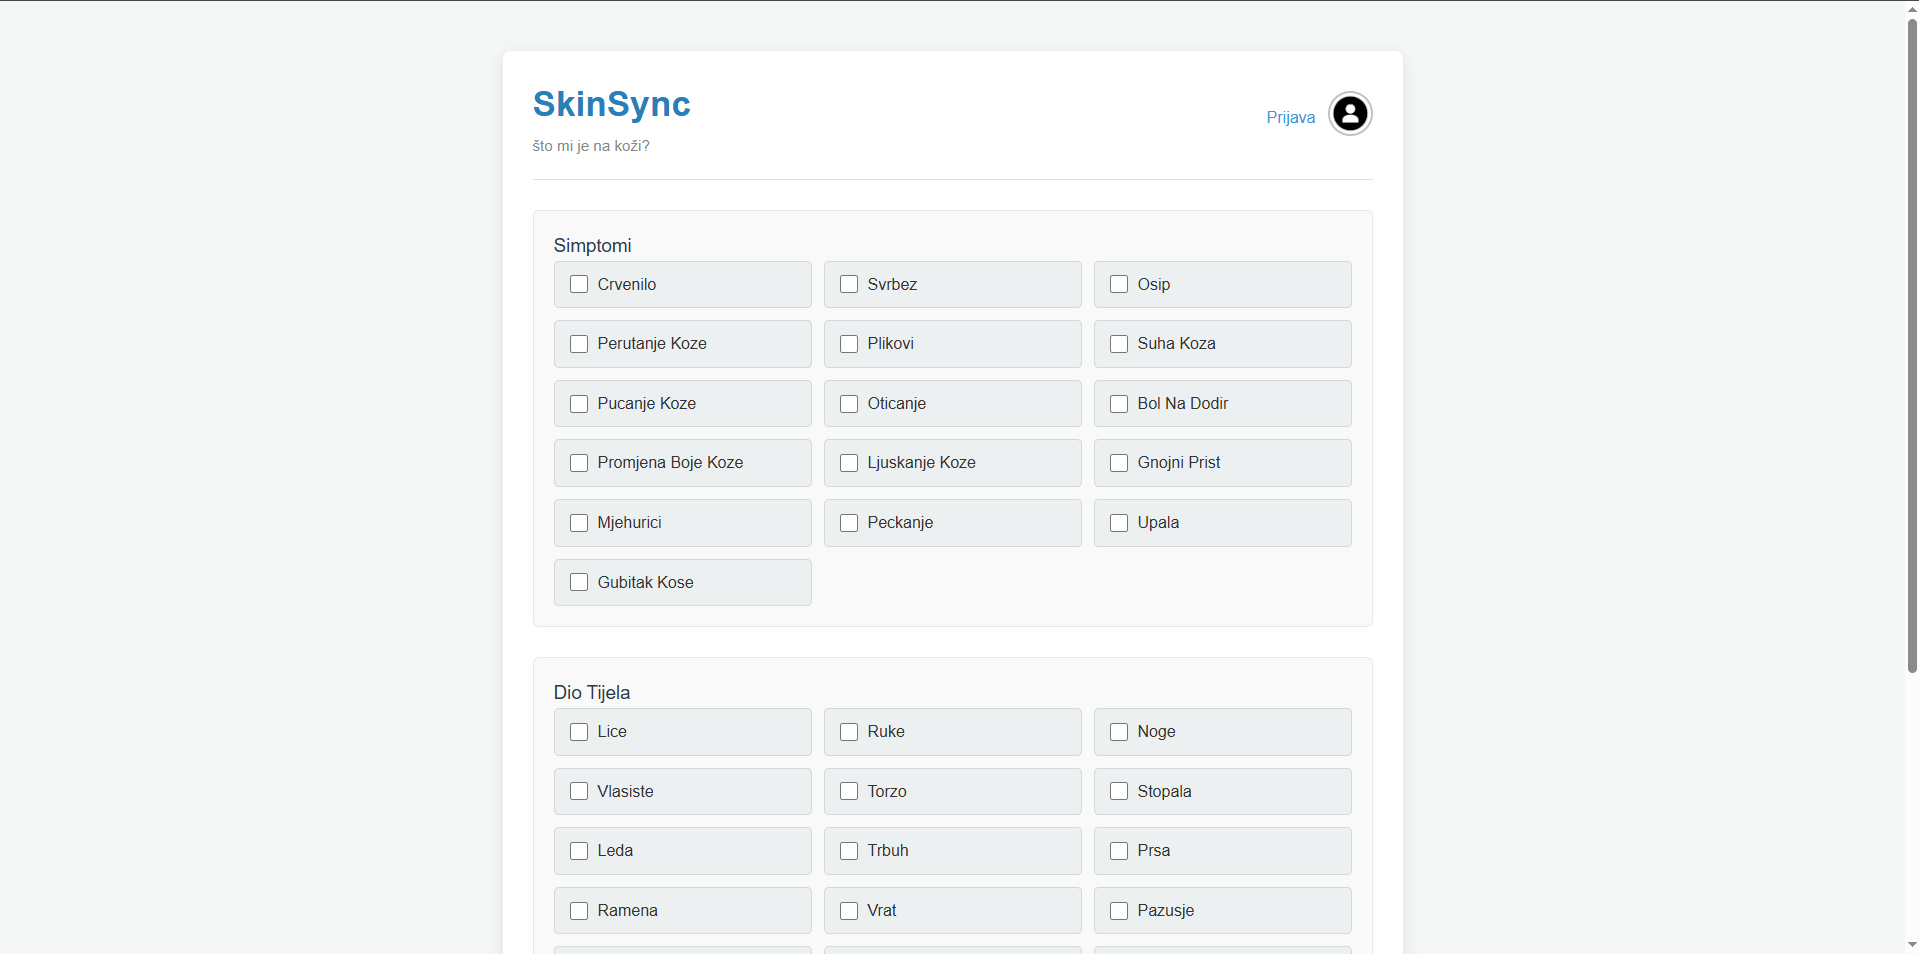 SkinSync
Prijava
što mi je na koži?
Simptomi
Crvenilo
Svrbez
Osip
Perutanje Koze
Plikovi
Suha Koza
Pucanje Koze
Oticanje
Bol Na Dodir
Promjena Boje Koze
Ljuskanje Koze
Gnojni Prist
Mjehurici
Peckanje
Upala
Gubitak Kose
Dio Tijela
Lice
Ruke
Noge
Vlasiste
Torzo
Stopala
Leda
Trbuh
Prsa
Ramena
Vrat
Pazusje